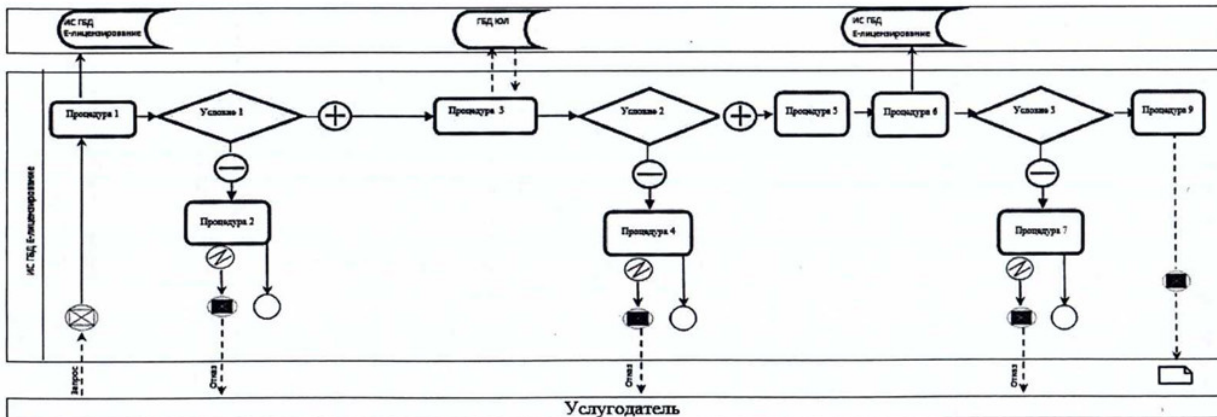 ИС ГБД
Е-лицензирование
ГБД ЮЛ
ИС ГБД
Е-лицензирование
ИС ГБД Е-лицензирование
Процедура 1
Условие 1
Процедура 3
Условие 2
Процедура 5
Процедура 6
Условие 3
Процедура 9
Процедура 2
Процедура 4
Процедура 7
Запрос
Отказ
Отказ
Отказ
Услугодатель